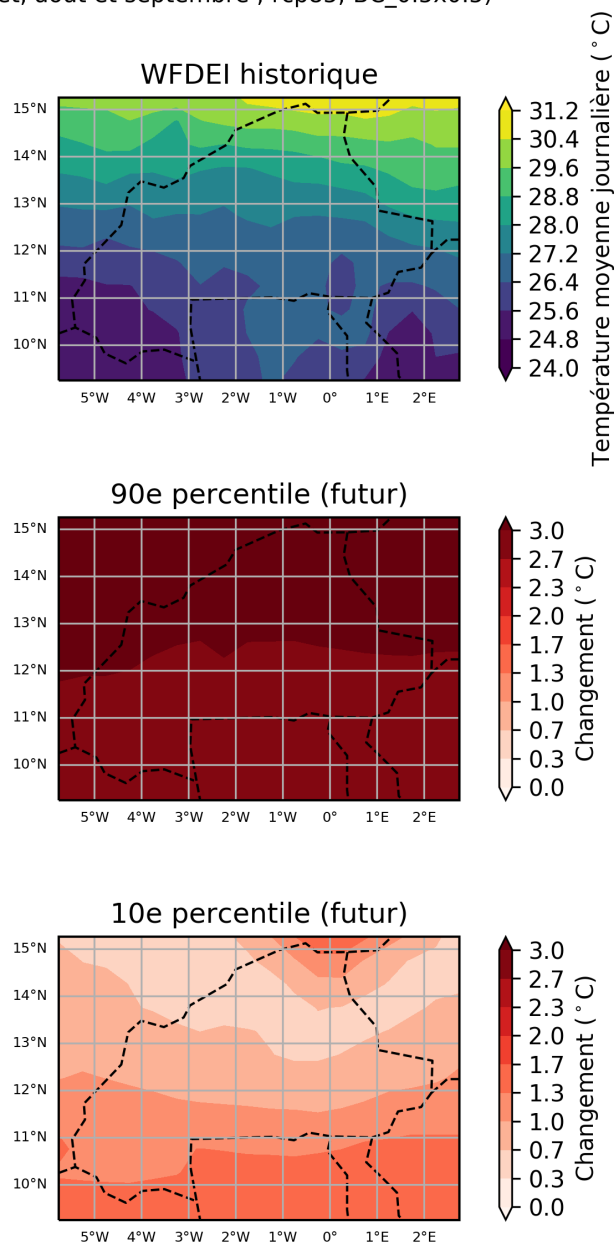 et, août et septembre , rcp85, BC_0.5x0.5)
WFDEI historique
15°N
14°N
13°N
12°N
11°N
10°N
5°W 4°W 3°W 2°W 1°W 0° 1°E 2°E
31.2
30.4
29.6
28.8
28.0
27.2
26.4
25.6
24.8
24.0
Température moyenne journalière (°C)
90e percentile (futur)
15°N
14°N
13°N
12°N
11°N
10°N
5°W 4°W 3°W 2°W 1°W 0° 1°E 2°E
3.0
2.7
2.3
2.0
1.7
1.3
1.0
0.7
0.3
0.0
Changement (°C)
10e percentile (futur)
15°N
14°N
13°N
12°N
11°N
10°N
5°W 4°W 3°W 2°W 1°W 0° 1°E 2°E
3.0
2.7
2.3
2.0
1.7
1.3
1.0
0.7
0.3
0.0
Changement (°C)